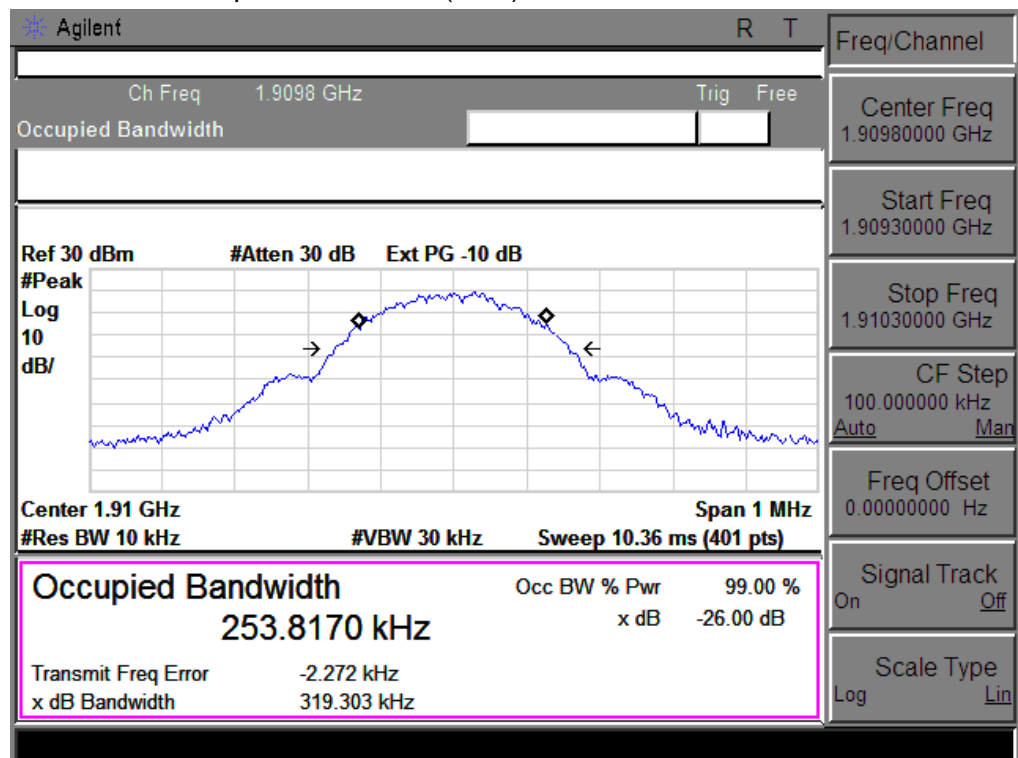 Agilent R T
Freq/Channel
Ch Freq 1.9098 GHz Trig Free
Occupied Bandwidth
Center Freq
1.90980000 GHz
Start Freq
1.90930000 GHz
Stop Freq
1.91030000 GHz
CF Step
100.000000 kHz
Auto Man
Freq Offset
0.00000000 Hz
Signal Track
On Off
Scale Type
Log Lin
Ref 30 dBm #Atten 30 dB Ext PG -10 dB
#Peak
Log
10
dB/
Center 1.91 GHz Span 1 MHz
#Res BW 10 kHz #VBW 30 kHz Sweep 10.36 ms (401 pts)
Occupied Bandwidth Occ BW % Pwr 99.00 %
253.8170 kHz x dB -26.00 dB
Transmit Freq Error -2.272 kHz
x dB Bandwidth 319.303 kHz